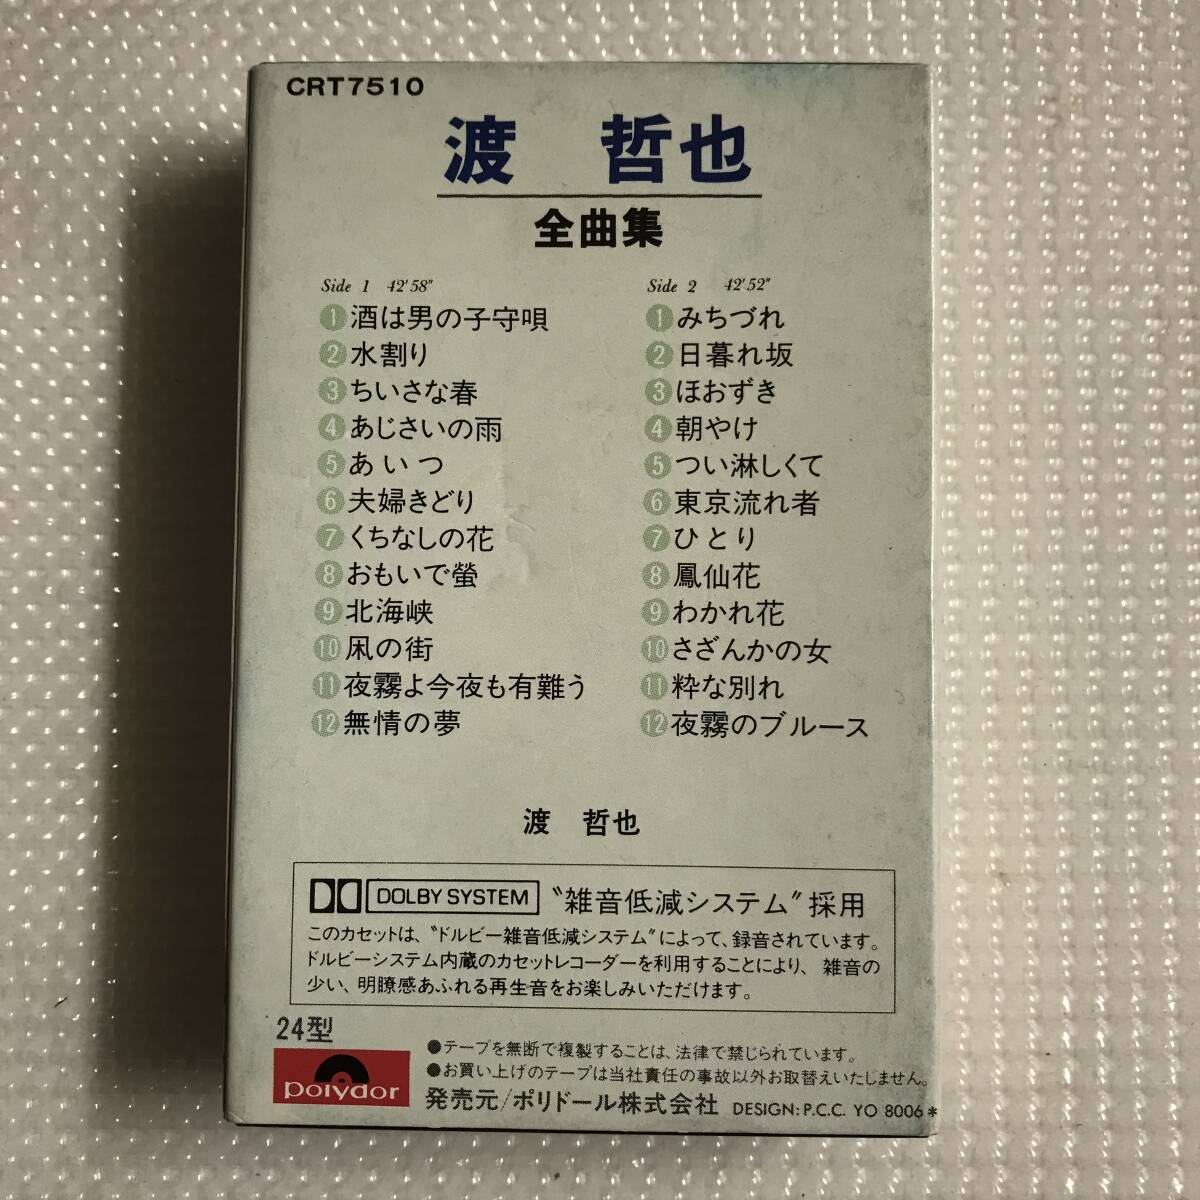 CRT7510
渡 哲也
全曲集
Side 1 42'58"
①酒は男の子守唄
②水割り
③ちいさな春
④あじさいの雨
⑤あいつ
⑥夫婦きどり
⑦くちなしの花
⑧おもいで螢
⑨北海峡
⑩凩の街
⑪夜霧よ今夜も有難う
⑫無情の夢
Side 2 42'52"
①みちづれ
②日暮れ坂
③ほおずき
④朝やけ
⑤つい淋しくて
⑥東京流れ者
⑦ひとり
⑧鳳仙花
⑨わかれ花
⑩さざんかの女
⑪粋な別れ
⑫夜霧のブルース
渡 哲也
DOLBY SYSTEM 〝雑音低減システム〟採用
このカセットは、〝ドルビー雑音低減システム〟によって、録音されています。
ドルビーシステム内蔵のカセットレコーダーを利用することにより、雑音の
少い、明瞭感あふれる再生音をお楽しみいただけます。
24型
polydor
●テープを無断で複製することは、法律で禁じられています。
●お買い上げのテープは当社責任の事故以外お取替えいたしません。
発売元/ポリドール株式会社 DESIGN: P.C.C. YO 8006*